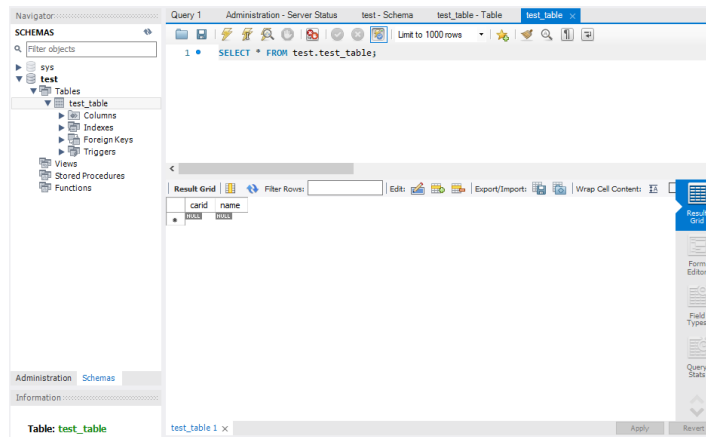 Navigator
Query 1 Administration - Server Status test - Schema test_table - Table test_table
SCHEMAS
Filter objects
Limit to 1000 rows
1 SELECT * FROM test.test_table;
sys
test
Tables
test_table
Columns
Indexes
Foreign Keys
Triggers
Views
Stored Procedures
Functions
Result Grid Filter Rows: Edit: Export/Import: Wrap Cell Content:
carid name
NULL NULL
Result
Grid
Form
Editor
Field
Types
Query
Stats
Administration Schemas
Information
Table: test_table
test_table 1
Apply Revert